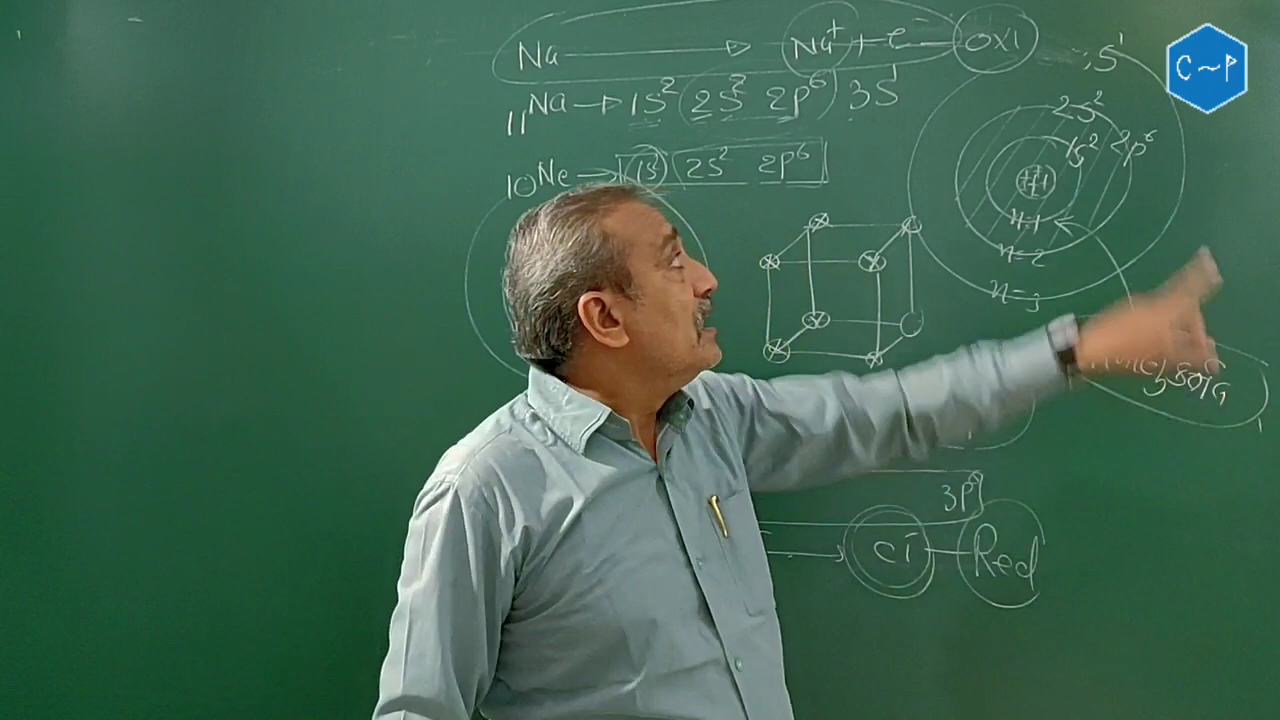 Na → Na⁺ + e⁻ oxi
₁₁Na → 1s² 2s² 2p⁶ 3s¹
₁₀Ne → 1s² 2s² 2p⁶
C~P
s¹
2s²
1s² 2p⁶
n=1
n=2
n=3
3p⁶
→ Cl⁻ Red